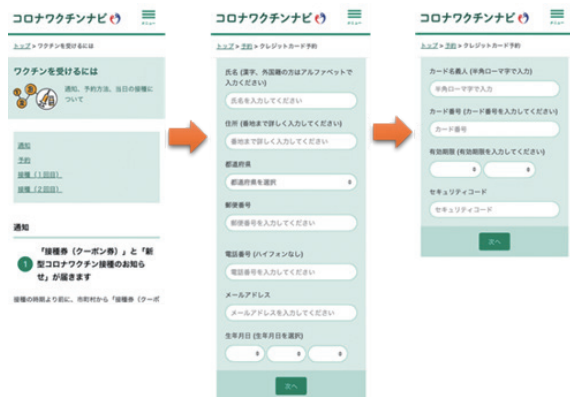 コロナワクチンナビ
メニュー
トップ > ワクチンを受けるには
ワクチンを受けるには
通知、予約方法、当日の接種に
ついて
通知
予約
接種（1回目）
接種（2回目）
通知
1
「接種券（クーポン券）」と「新
型コロナワクチン接種のお知ら
せ」が届きます
接種の時期より前に、市町村から「接種券（クーポ
コロナワクチンナビ
メニュー
トップ > 予約 > クレジットカード予約
氏名 (漢字、外国籍の方はアルファベットで
入力ください)
氏名を入力してください
住所 (番地まで詳しく入力ください)
番地まで詳しく入力してください
都道府県
都道府県を選択
郵便番号
郵便番号を入力してください
電話番号 (ハイフォンなし)
電話番号を入力してください
メールアドレス
メールアドレスを入力してください
生年月日 (生年月日を選択)
次へ
コロナワクチンナビ
メニュー
トップ > 予約 > クレジットカード予約
カード名義人 (半角ローマ字で入力)
半角ローマ字で入力
カード番号 (カード番号を入力してください)
カード番号
有効期限 (有効期限を入力してください)
セキュリティコード
セキュリティコード
次へ